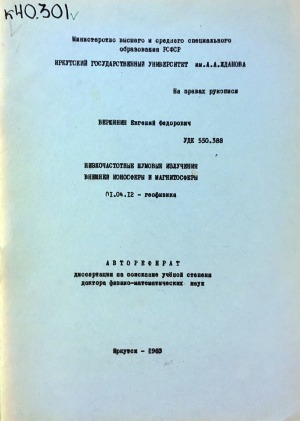 к40.301
Министерство высшего и среднего специального
образования РСФСР
ИРКУТСКИЙ ГОСУДАРСТВЕННЫЙ УНИВЕРСИТЕТ им.А.А.ЖДАНОВА
На правах рукописи
ВЕРШИНИН Евгений Федорович
УДК 550.388
НИЗКОЧАСТОТНЫЕ ШУМОВЫЕ ИЗЛУЧЕНИЯ
ВНЕШНЕЙ ИОНОСФЕРЫ И МАГНИТОСФЕРЫ
01.04.12 - геофизика
АВТОРЕФЕРАТ
диссертации на соискание учёной степени
доктора физико-математических наук
Иркутск - 1983